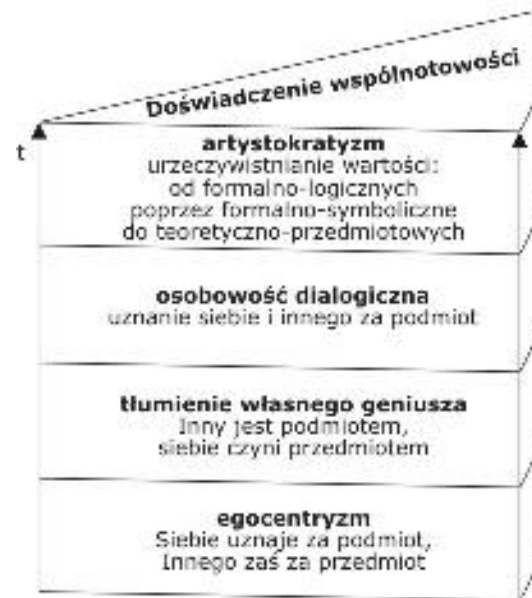 Doświadczenie wspólnotowości
t
artystokratyzm
urzeczywistnianie wartości:
od formalno-logicznych
poprzez formalno-symboliczne
do teoretyczno-przedmiotowych
osobowość dialogiczna
uznanie siebie i innego za podmiot
tłumienie własnego geniusza
Inny jest podmiotem,
siebie czyni przedmiotem
egocentryzm
Siebie uznaje za podmiot,
Innego zaś za przedmiot